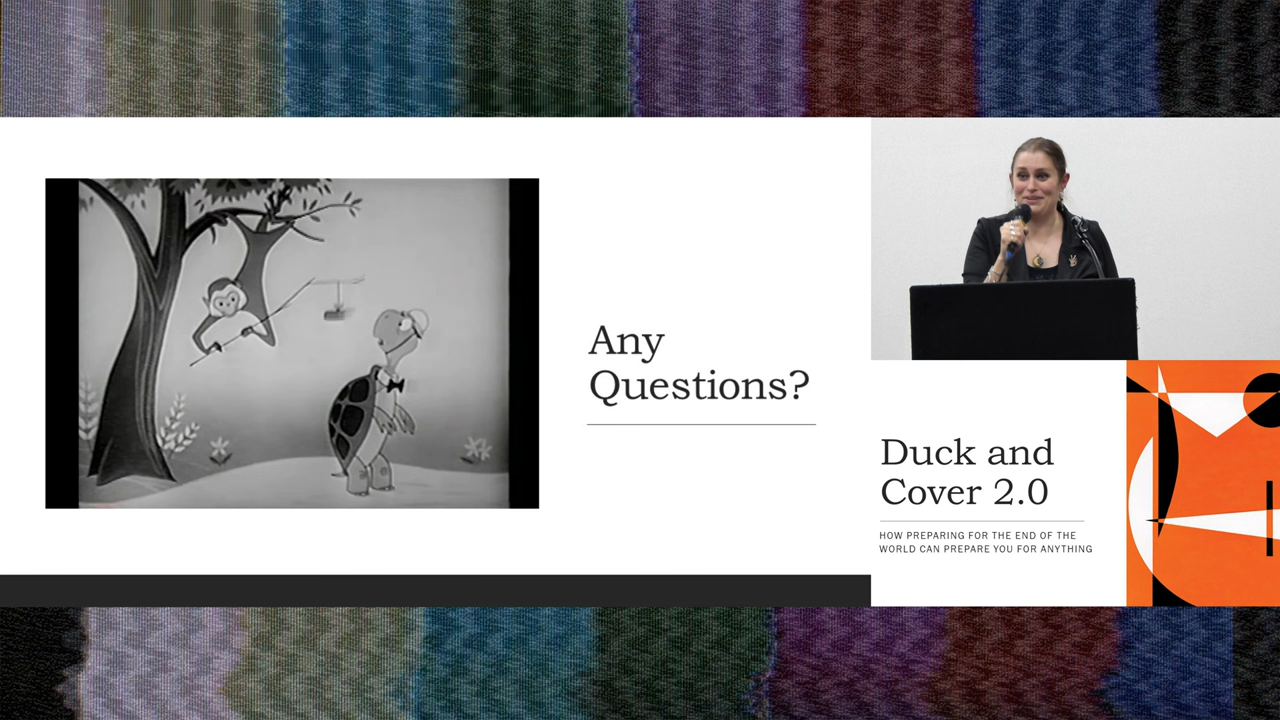 Any
Questions?
Duck and
Cover 2.0
HOW PREPARING FOR THE END OF THE
WORLD CAN PREPARE YOU FOR ANYTHING